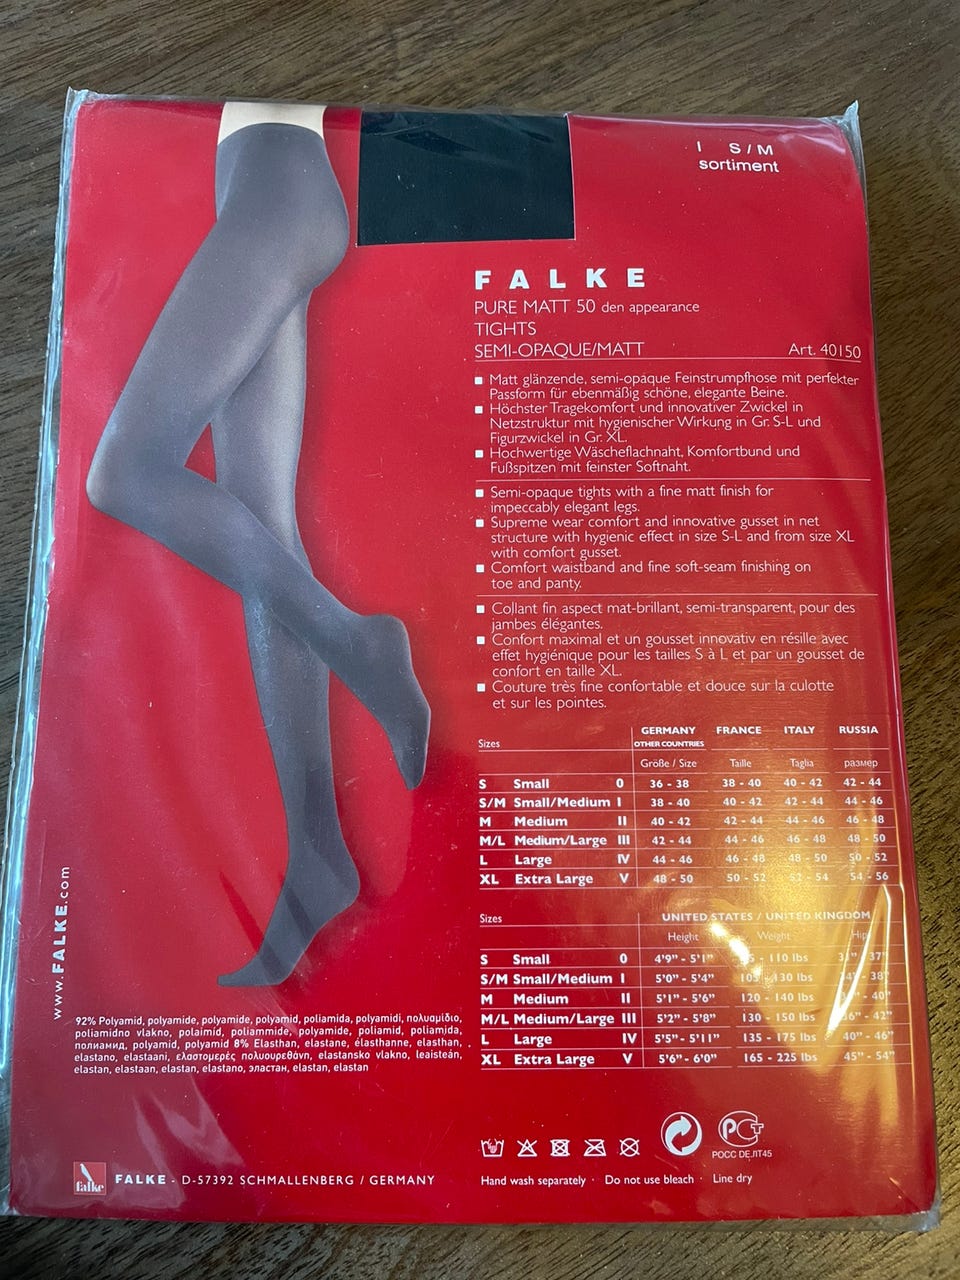 I S/M
sortiment
FALKE
PURE MATT 50 den appearance
TIGHTS
SEMI-OPAQUE/MATT Art. 40150
Matt glänzende, semi-opaque Feinstrumpfhose mit perfekter
Passform für ebenmäßig schöne, elegante Beine.
Höchster Tragekomfort und innovativer Zwickel in
Netzstruktur mit hygienischer Wirkung in Gr. S-L und
Figurzwickel in Gr. XL.
Hochwertige Wäscheflachnaht, Komfortbund und
Fußspitzen mit feinster Softnaht.
Semi-opaque tights with a fine matt finish for
impeccably elegant legs.
Supreme wear comfort and innovative gusset in net
structure with hygienic effect in size S-L and from size XL
with comfort gusset.
Comfort waistband and fine soft-seam finishing on
toe and panty.
Collant fin aspect mat-brillant, semi-transparent, pour des
jambes élégantes.
Confort maximal et un gousset innovativ en résille avec
effet hygiénique pour les tailles S à L et par un gousset de
confort en taille XL.
Couture très fine confortable et douce sur la culotte
et sur les pointes.
GERMANY FRANCE ITALY RUSSIA
Sizes OTHER COUNTRIES
Größe / Size Taille Taglia размер
S Small 0 36 - 38 38 - 40 40 - 42 42 - 44
S/M Small/Medium I 38 - 40 40 - 42 42 - 44 44 - 46
M Medium II 40 - 42 42 - 44 44 - 46 46 - 48
M/L Medium/Large III 42 - 44 44 - 46 46 - 48 48 - 50
L Large IV 44 - 46 46 - 48 48 - 50 50 - 52
XL Extra Large V 48 - 50 50 - 52 52 - 54 54 - 56
Sizes UNITED STATES / UNITED KINGDOM
Height Weight Hip
S Small 0 4'9" - 5'1" - 110 lbs 37"
S/M Small/Medium I 5'0" - 5'4" 105 - 130 lbs 38"
M Medium II 5'1" - 5'6" 120 - 140 lbs - 40"
M/L Medium/Large III 5'2" - 5'8" 130 - 150 lbs 36" - 42"
L Large IV 5'5" - 5'11" 135 - 175 lbs 40" - 46"
XL Extra Large V 5'6" - 6'0" 165 - 225 lbs 45" - 54"
www.FALKE.com
92% Polyamid, polyamide, polyamide, polyamid, poliamida, polyamidi, πολυαμίδιο,
poliamidno vlakno, polaimid, poliammide, polyamide, poliamid, poliamida,
полиамид, polyamid, polyamid 8% Elasthan, elastane, élasthanne, elasthan,
elastano, elastaani, ελαστομερές πολυουρεθάνη, elastansko vlakno, leaisteán,
elastan, elastaan, elastan, elastano, эластан, elastan, elastan
PCT
POCC DE.ЛT45
falke FALKE - D-57392 SCHMALLENBERG / GERMANY
Hand wash separately · Do not use bleach · Line dry